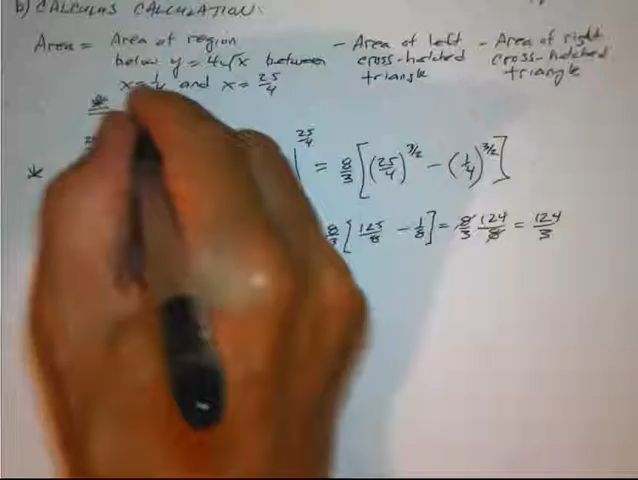 b) CALCULUS CALCULATION:
Area = Area of region - Area of left - Area of right
below y = 4√x between cross-hatched cross-hatched
x = 1/4 and x = 25/4 triangle triangle
*
* 25/4 = 8/3 [(25/4)^3/2 - (1/4)^3/2]
8/3 [125/8 - 1/8] = 8/3 124/8 = 124/3